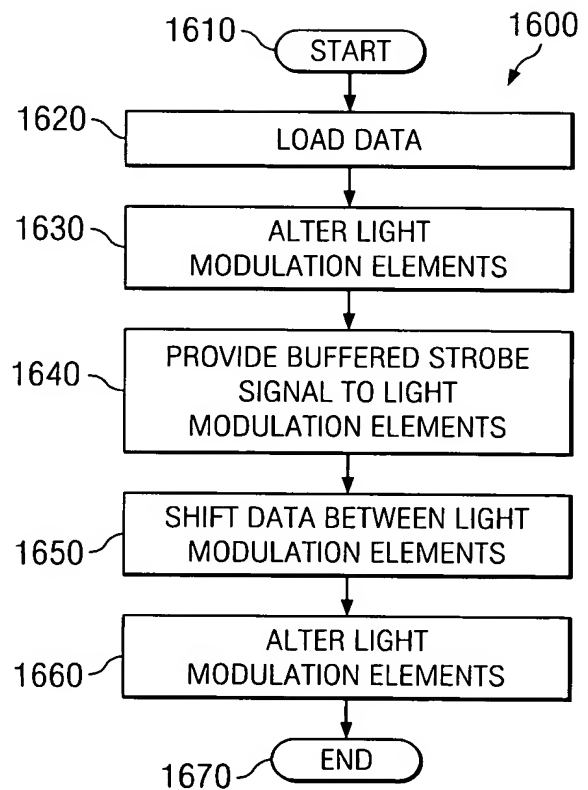 1610
START
1600
1620
LOAD DATA
1630
ALTER LIGHT
MODULATION ELEMENTS
1640
PROVIDE BUFFERED STROBE
SIGNAL TO LIGHT
MODULATION ELEMENTS
1650
SHIFT DATA BETWEEN LIGHT
MODULATION ELEMENTS
1660
ALTER LIGHT
MODULATION ELEMENTS
1670
END